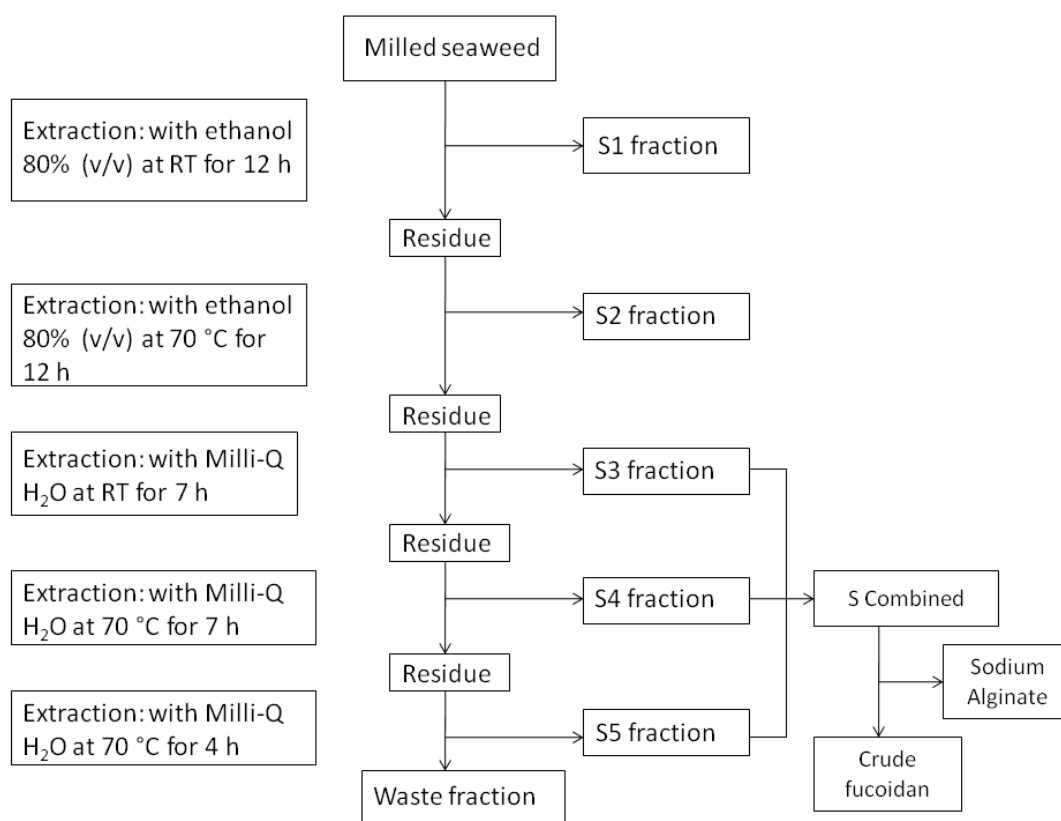 Milled seaweed
Extraction: with ethanol
80% (v/v) at RT for 12 h
S1 fraction
Residue
Extraction: with ethanol
80% (v/v) at 70 °C for
12 h
S2 fraction
Residue
Extraction: with Milli-Q
H₂O at RT for 7 h
S3 fraction
Residue
Extraction: with Milli-Q
H₂O at 70 °C for 7 h
S4 fraction
S Combined
Residue
Sodium
Alginate
Extraction: with Milli-Q
H₂O at 70 °C for 4 h
S5 fraction
Crude
fucoidan
Waste fraction